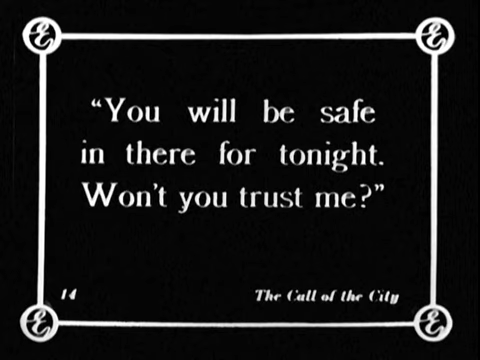 "You will be safe
in there for tonight.
Won't you trust me?"
14 The Call of the City